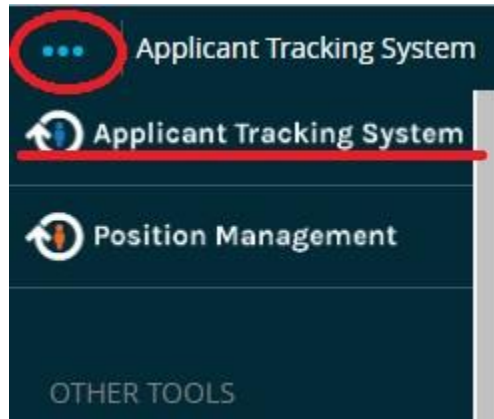 Applicant Tracking System
Applicant Tracking System
Position Management
OTHER TOOLS